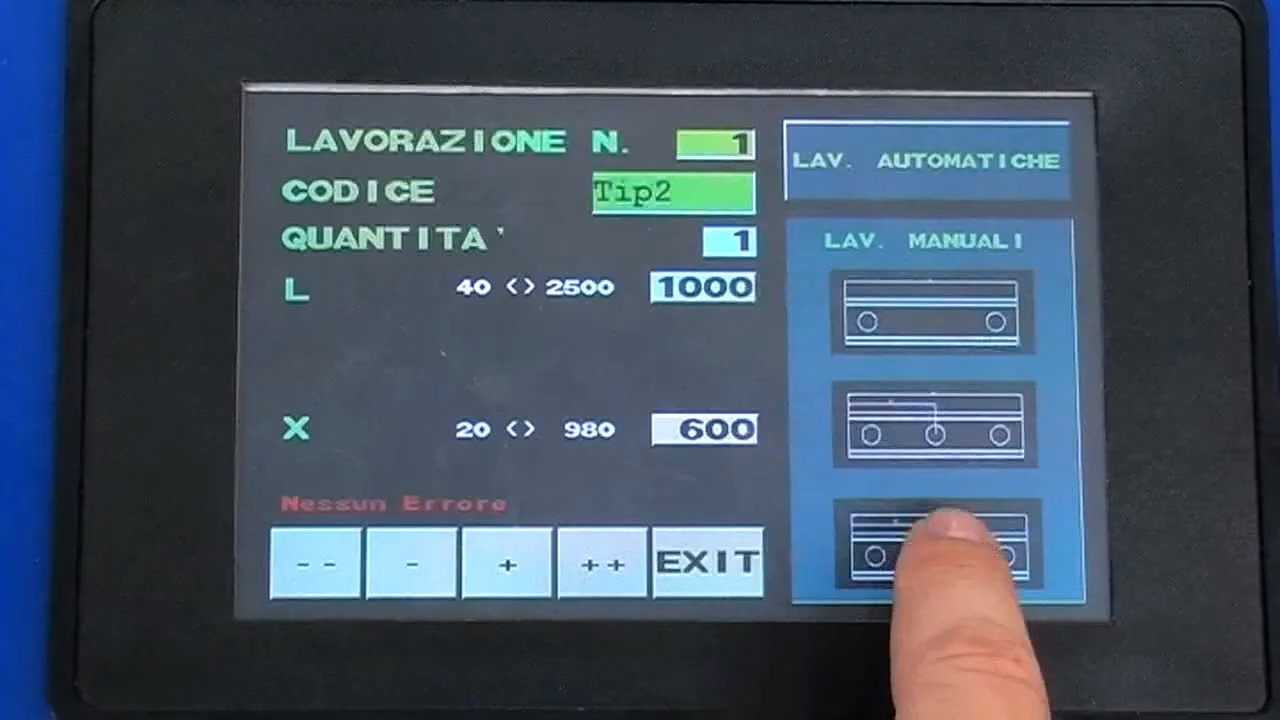 LAVORAZIONE N. 1
CODICE Tip2
QUANTITA' 1
L 40 <> 2500 1000
X 20 <> 980 600
Nessun Errore
-- - + ++ EXIT
LAV. AUTOMATICHE
LAV. MANUALI